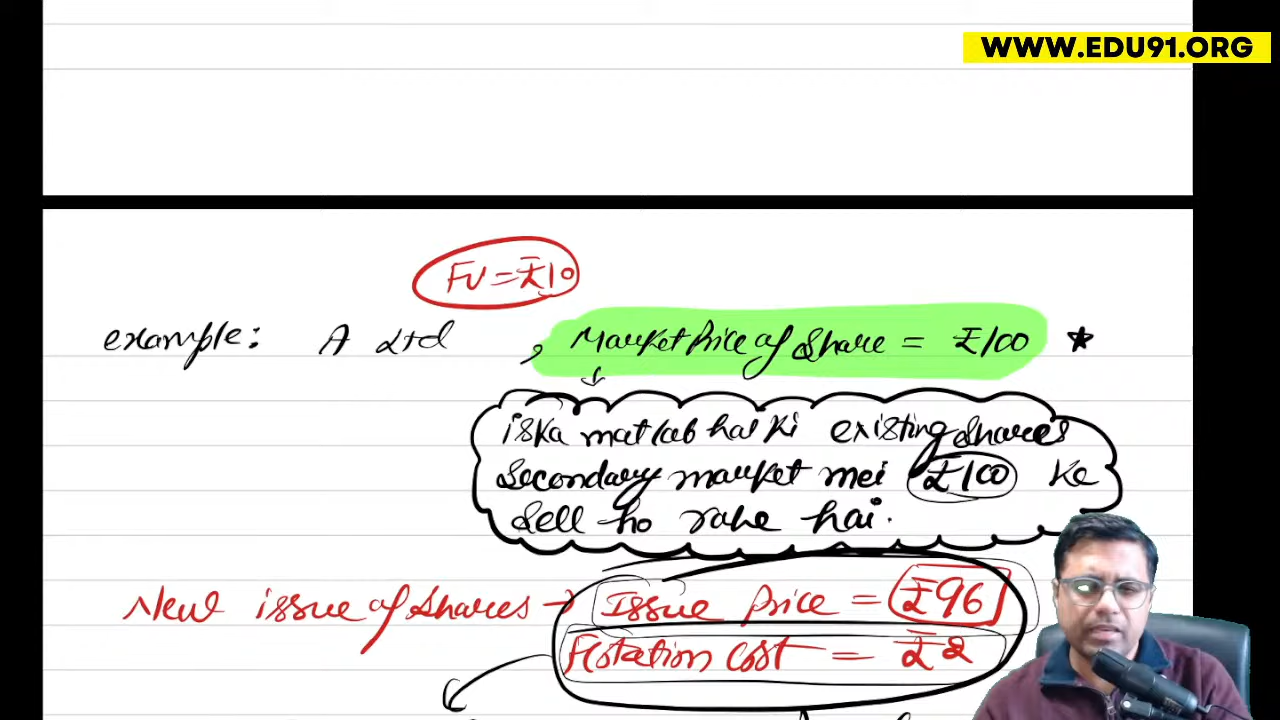 WWW.EDU91.ORG
FV = ₹10
example: A Ltd , Market Price of Share = ₹100 ★
iska matlab hai ki existing shares
secondary market mei ₹100 ke
sell ho rahe hai.
New issue of shares → Issue Price = ₹96
Flotation cost = ₹2